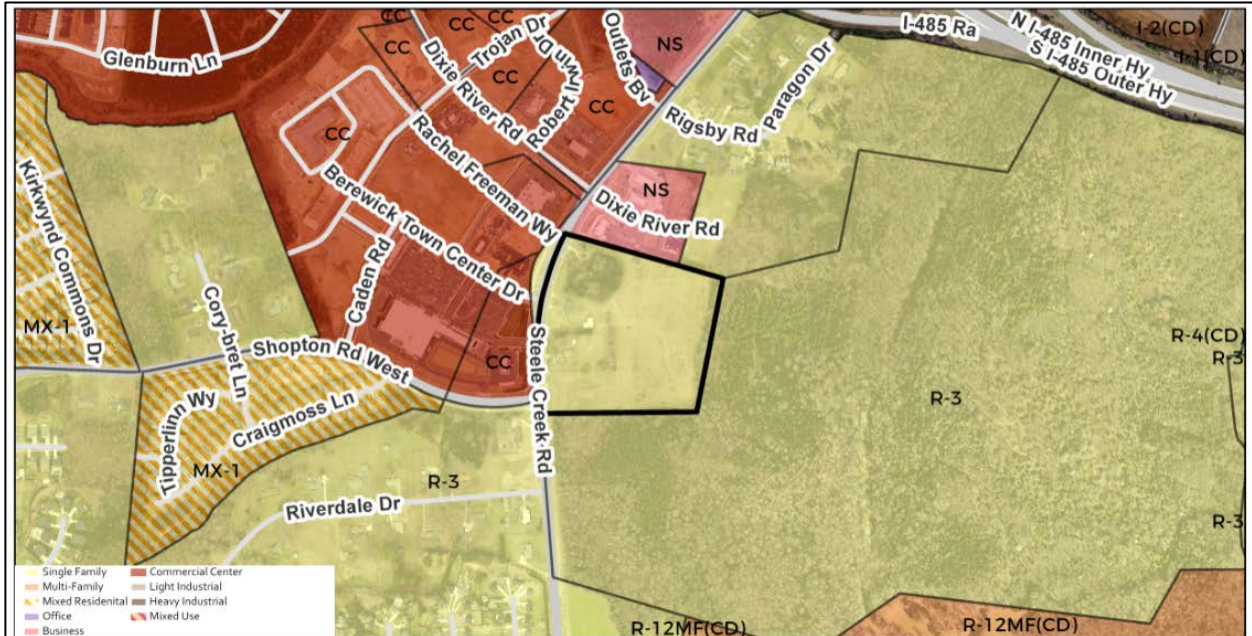 I-485 Ra
N I-485 Inner Hy
S I-485 Outer Hy
I-2(CD)
I-1(CD)
CC
CC
CC
CC
CC
CC
CC
NS
Glenburn Ln
Dixie River Rd
Trojan Dr
Robert Irwin Dr
Outlets Bv
Rigsby Rd
Paragon Dr
Rachel Freeman Wy
Berewick Town Center Dr
Caden Rd
NS
Dixie River Rd
Kirkwynd Commons Dr
MX-1
Cory-bret Ln
Shopton Rd West
Steele Creek Rd
Tipperlinn Wy
Craigmoss Ln
MX-1
R-4(CD)
R-3
R-3
R-3
R-3
Riverdale Dr
R-12MF(CD)
R-12MF(CD)
Single Family
Multi-Family
Mixed Residental
Office
Business
Commercial Center
Light Industrial
Heavy Industrial
Mixed Use